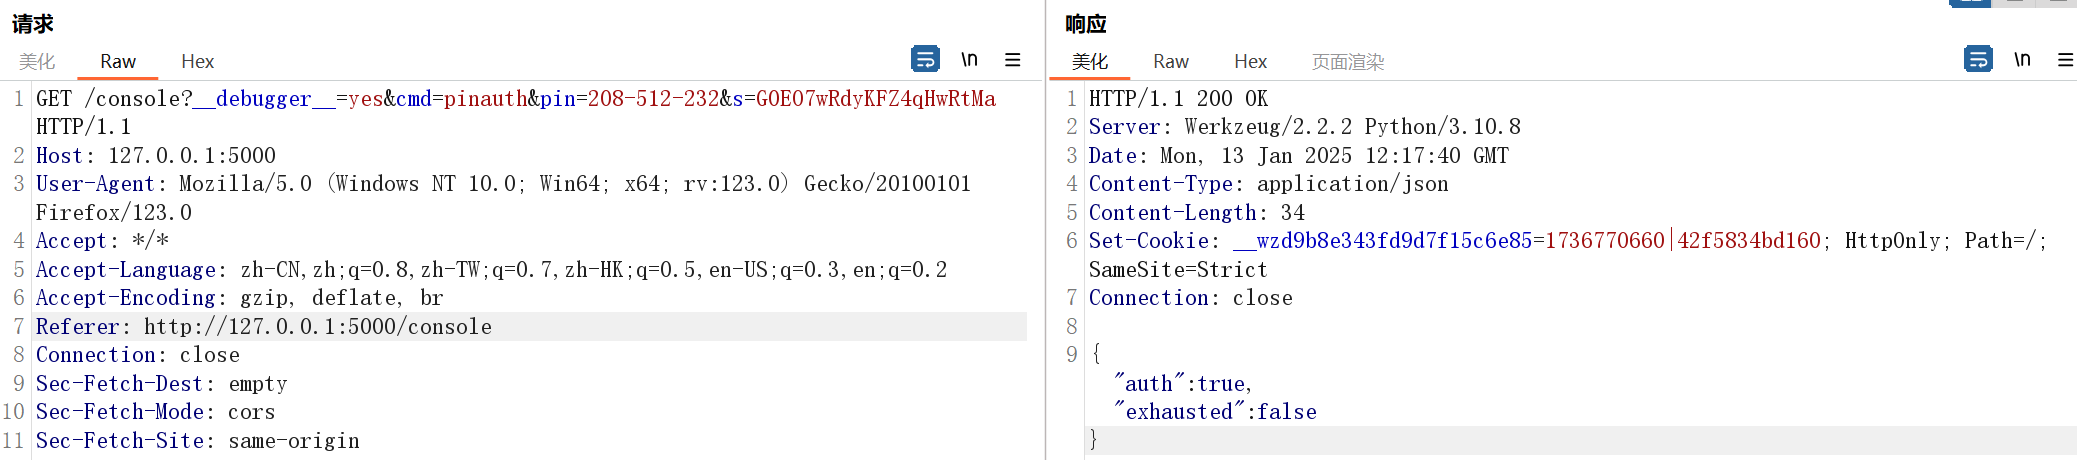 请求
美化 Raw Hex \n
1 GET /console?__debugger__=yes&cmd=pinauth&pin=208-512-232&s=GOE07wRdyKFZ4qHwRtMa
HTTP/1.1
2 Host: 127.0.0.1:5000
3 User-Agent: Mozilla/5.0 (Windows NT 10.0; Win64; x64; rv:123.0) Gecko/20100101
Firefox/123.0
4 Accept: */*
5 Accept-Language: zh-CN,zh;q=0.8,zh-TW;q=0.7,zh-HK;q=0.5,en-US;q=0.3,en;q=0.2
6 Accept-Encoding: gzip, deflate, br
7 Referer: http://127.0.0.1:5000/console
8 Connection: close
9 Sec-Fetch-Dest: empty
10 Sec-Fetch-Mode: cors
11 Sec-Fetch-Site: same-origin
响应
美化 Raw Hex 页面渲染 \n
1 HTTP/1.1 200 OK
2 Server: Werkzeug/2.2.2 Python/3.10.8
3 Date: Mon, 13 Jan 2025 12:17:40 GMT
4 Content-Type: application/json
5 Content-Length: 34
6 Set-Cookie: __wzd9b8e343fd9d7f15c6e85=1736770660|42f5834bd160; HttpOnly; Path=/;
SameSite=Strict
7 Connection: close
8
9 {
"auth":true,
"exhausted":false
}